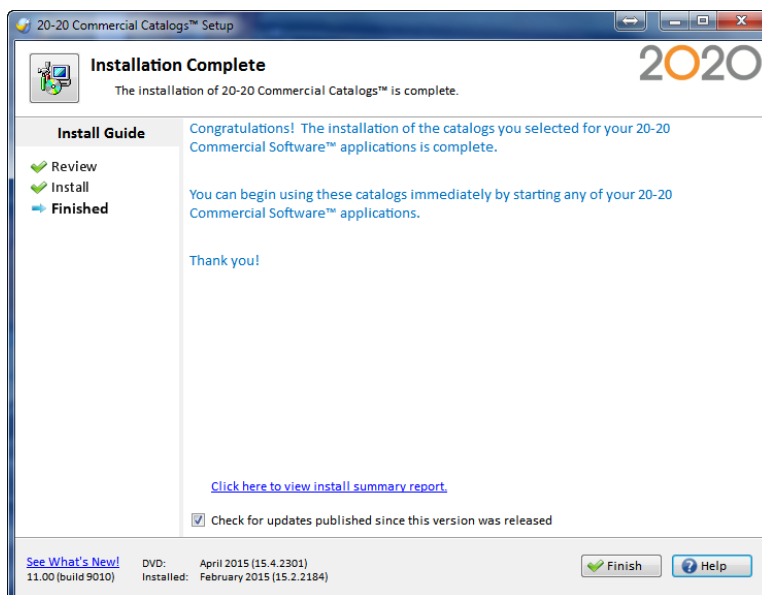 20-20 Commercial Catalogs™ Setup
Installation Complete
The installation of 20-20 Commercial Catalogs™ is complete.
2020
Install Guide
Review
Install
Finished
Congratulations! The installation of the catalogs you selected for your 20-20
Commercial Software™ applications is complete.
You can begin using these catalogs immediately by starting any of your 20-20
Commercial Software™ applications.
Thank you!
Click here to view install summary report.
Check for updates published since this version was released
See What's New!
11.00 (build 9010)
DVD: April 2015 (15.4.2301)
Installed: February 2015 (15.2.2184)
Finish
Help